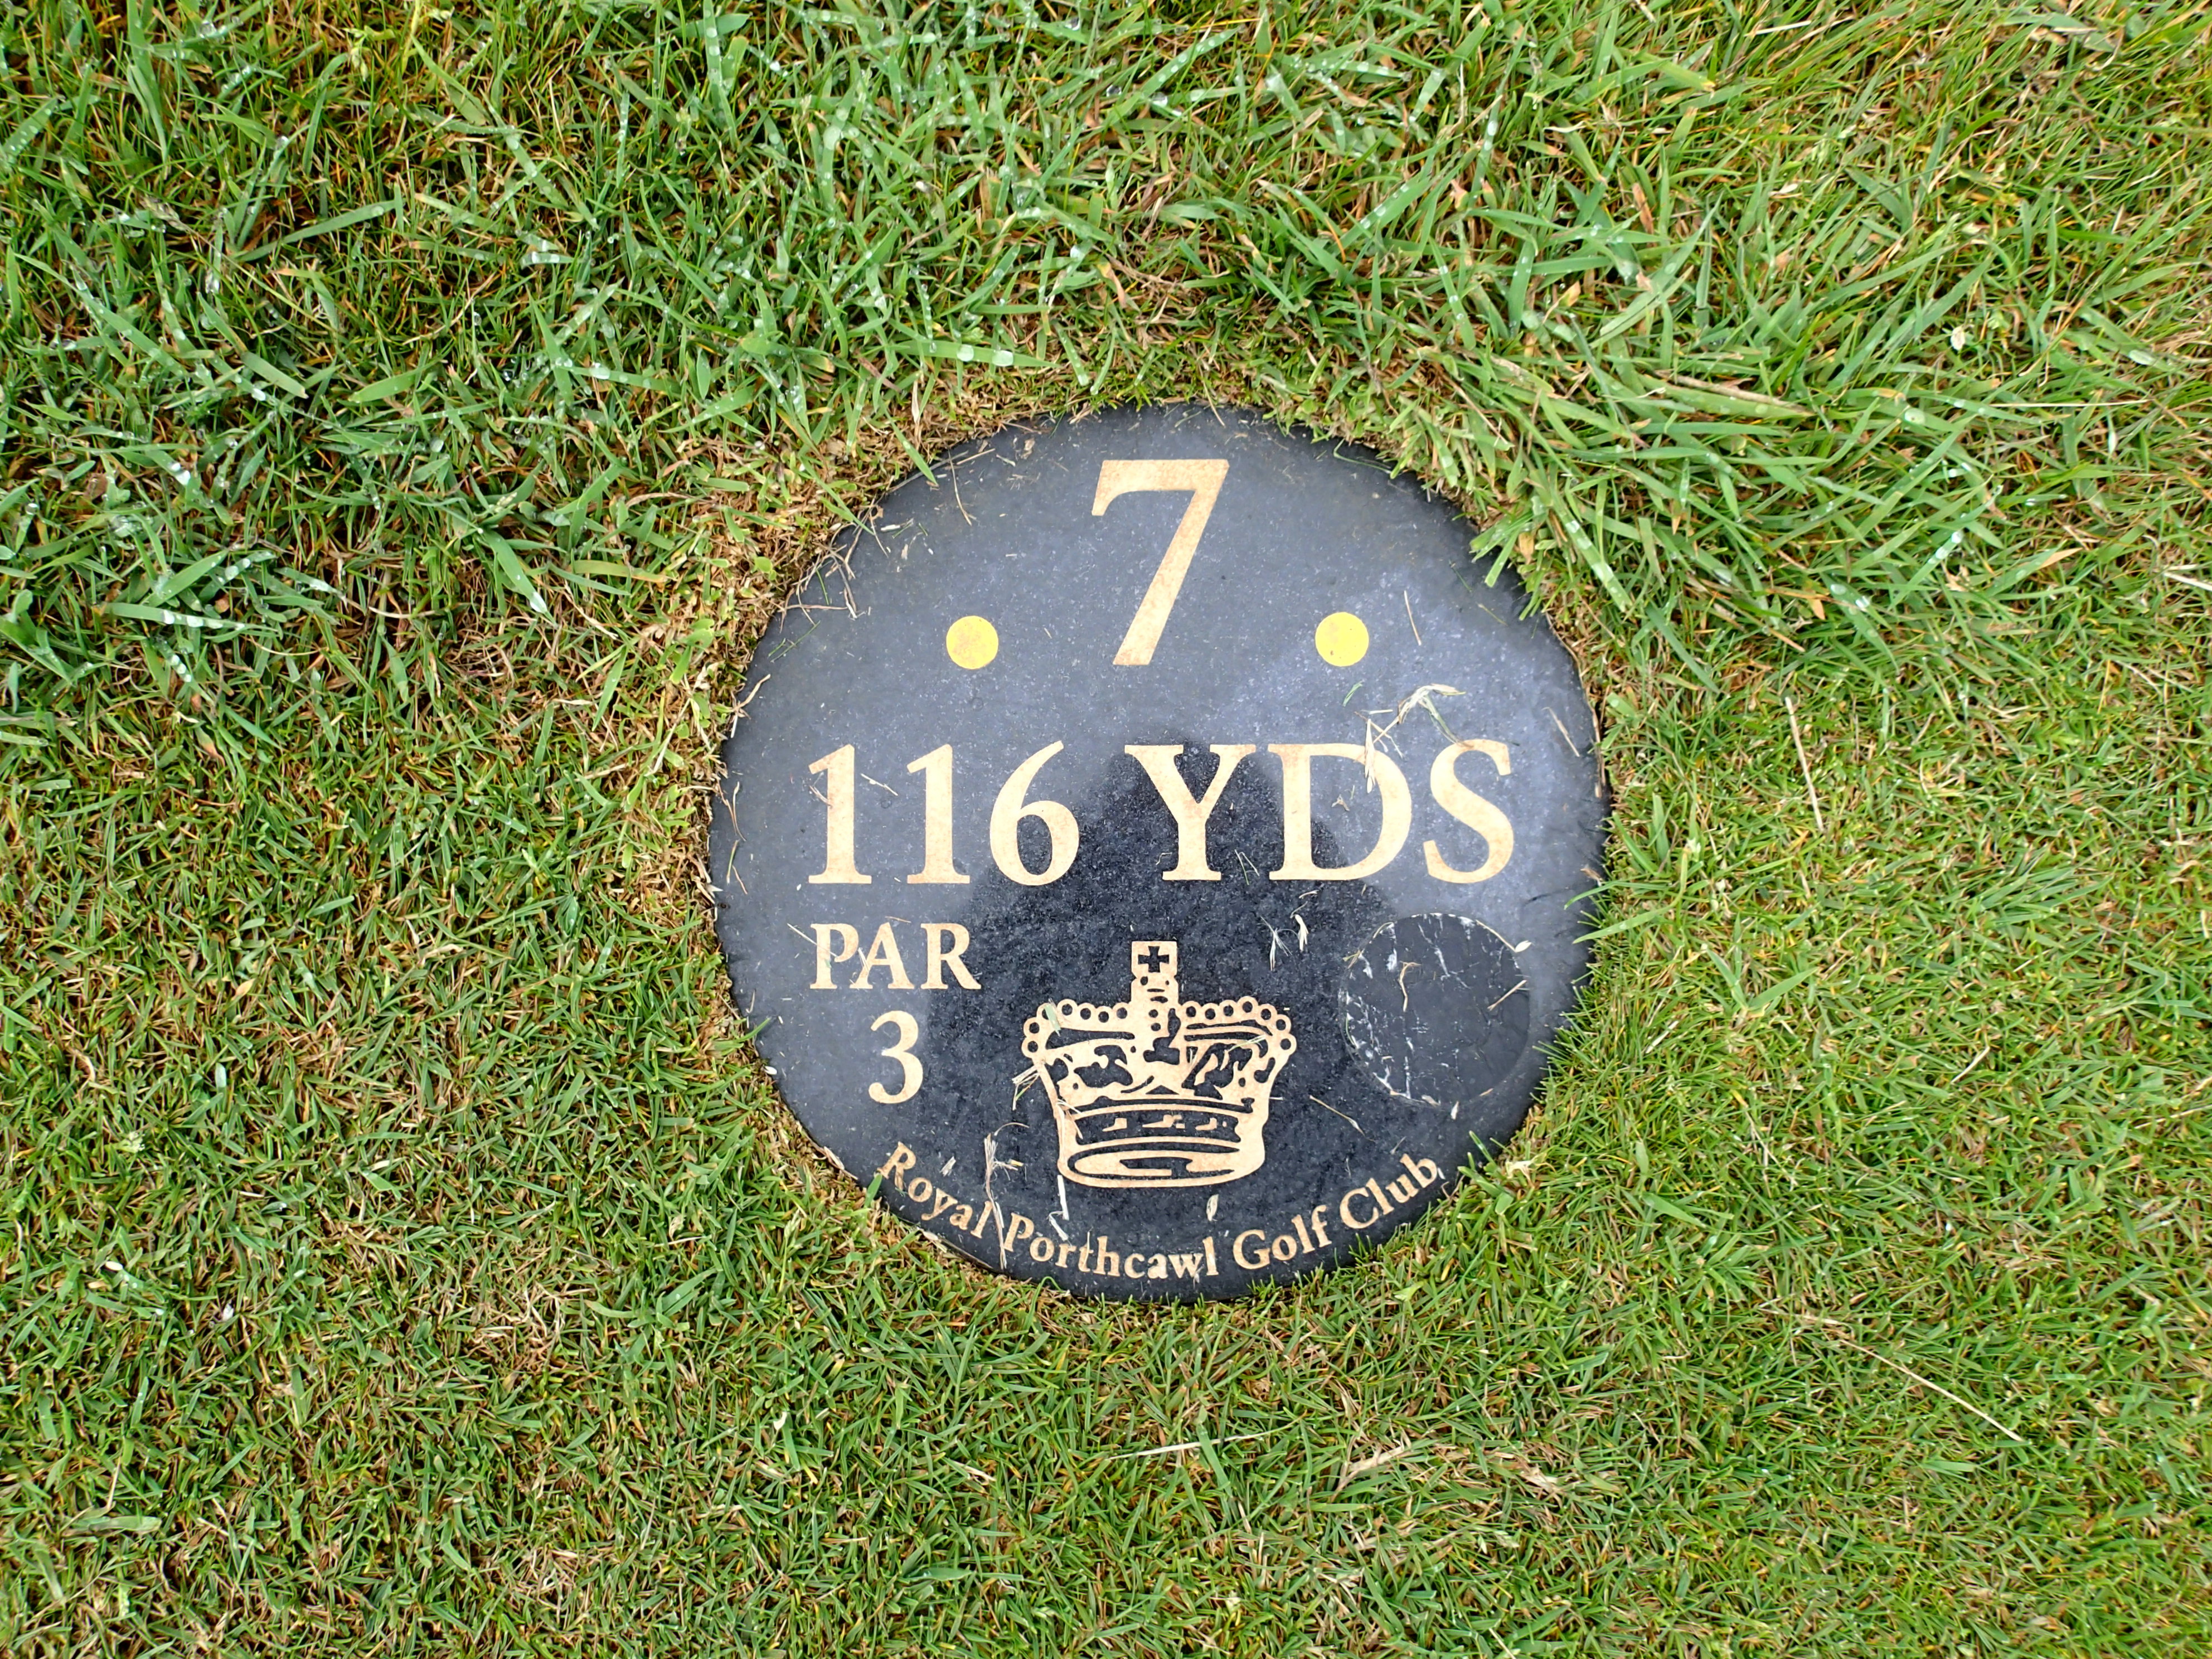 7
116 YDS
PAR
3
Royal Porthcawl Golf Club